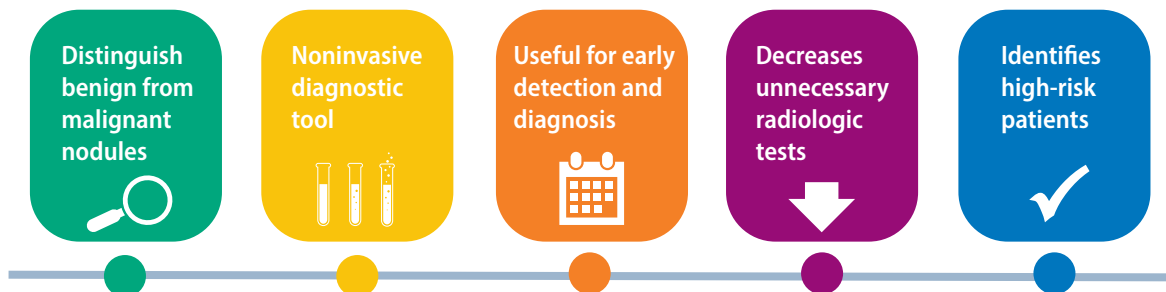 Distinguish
benign from
malignant
nodules
Noninvasive
diagnostic
tool
Useful for early
detection and
diagnosis
Decreases
unnecessary
radiologic
tests
Identifies
high-risk
patients